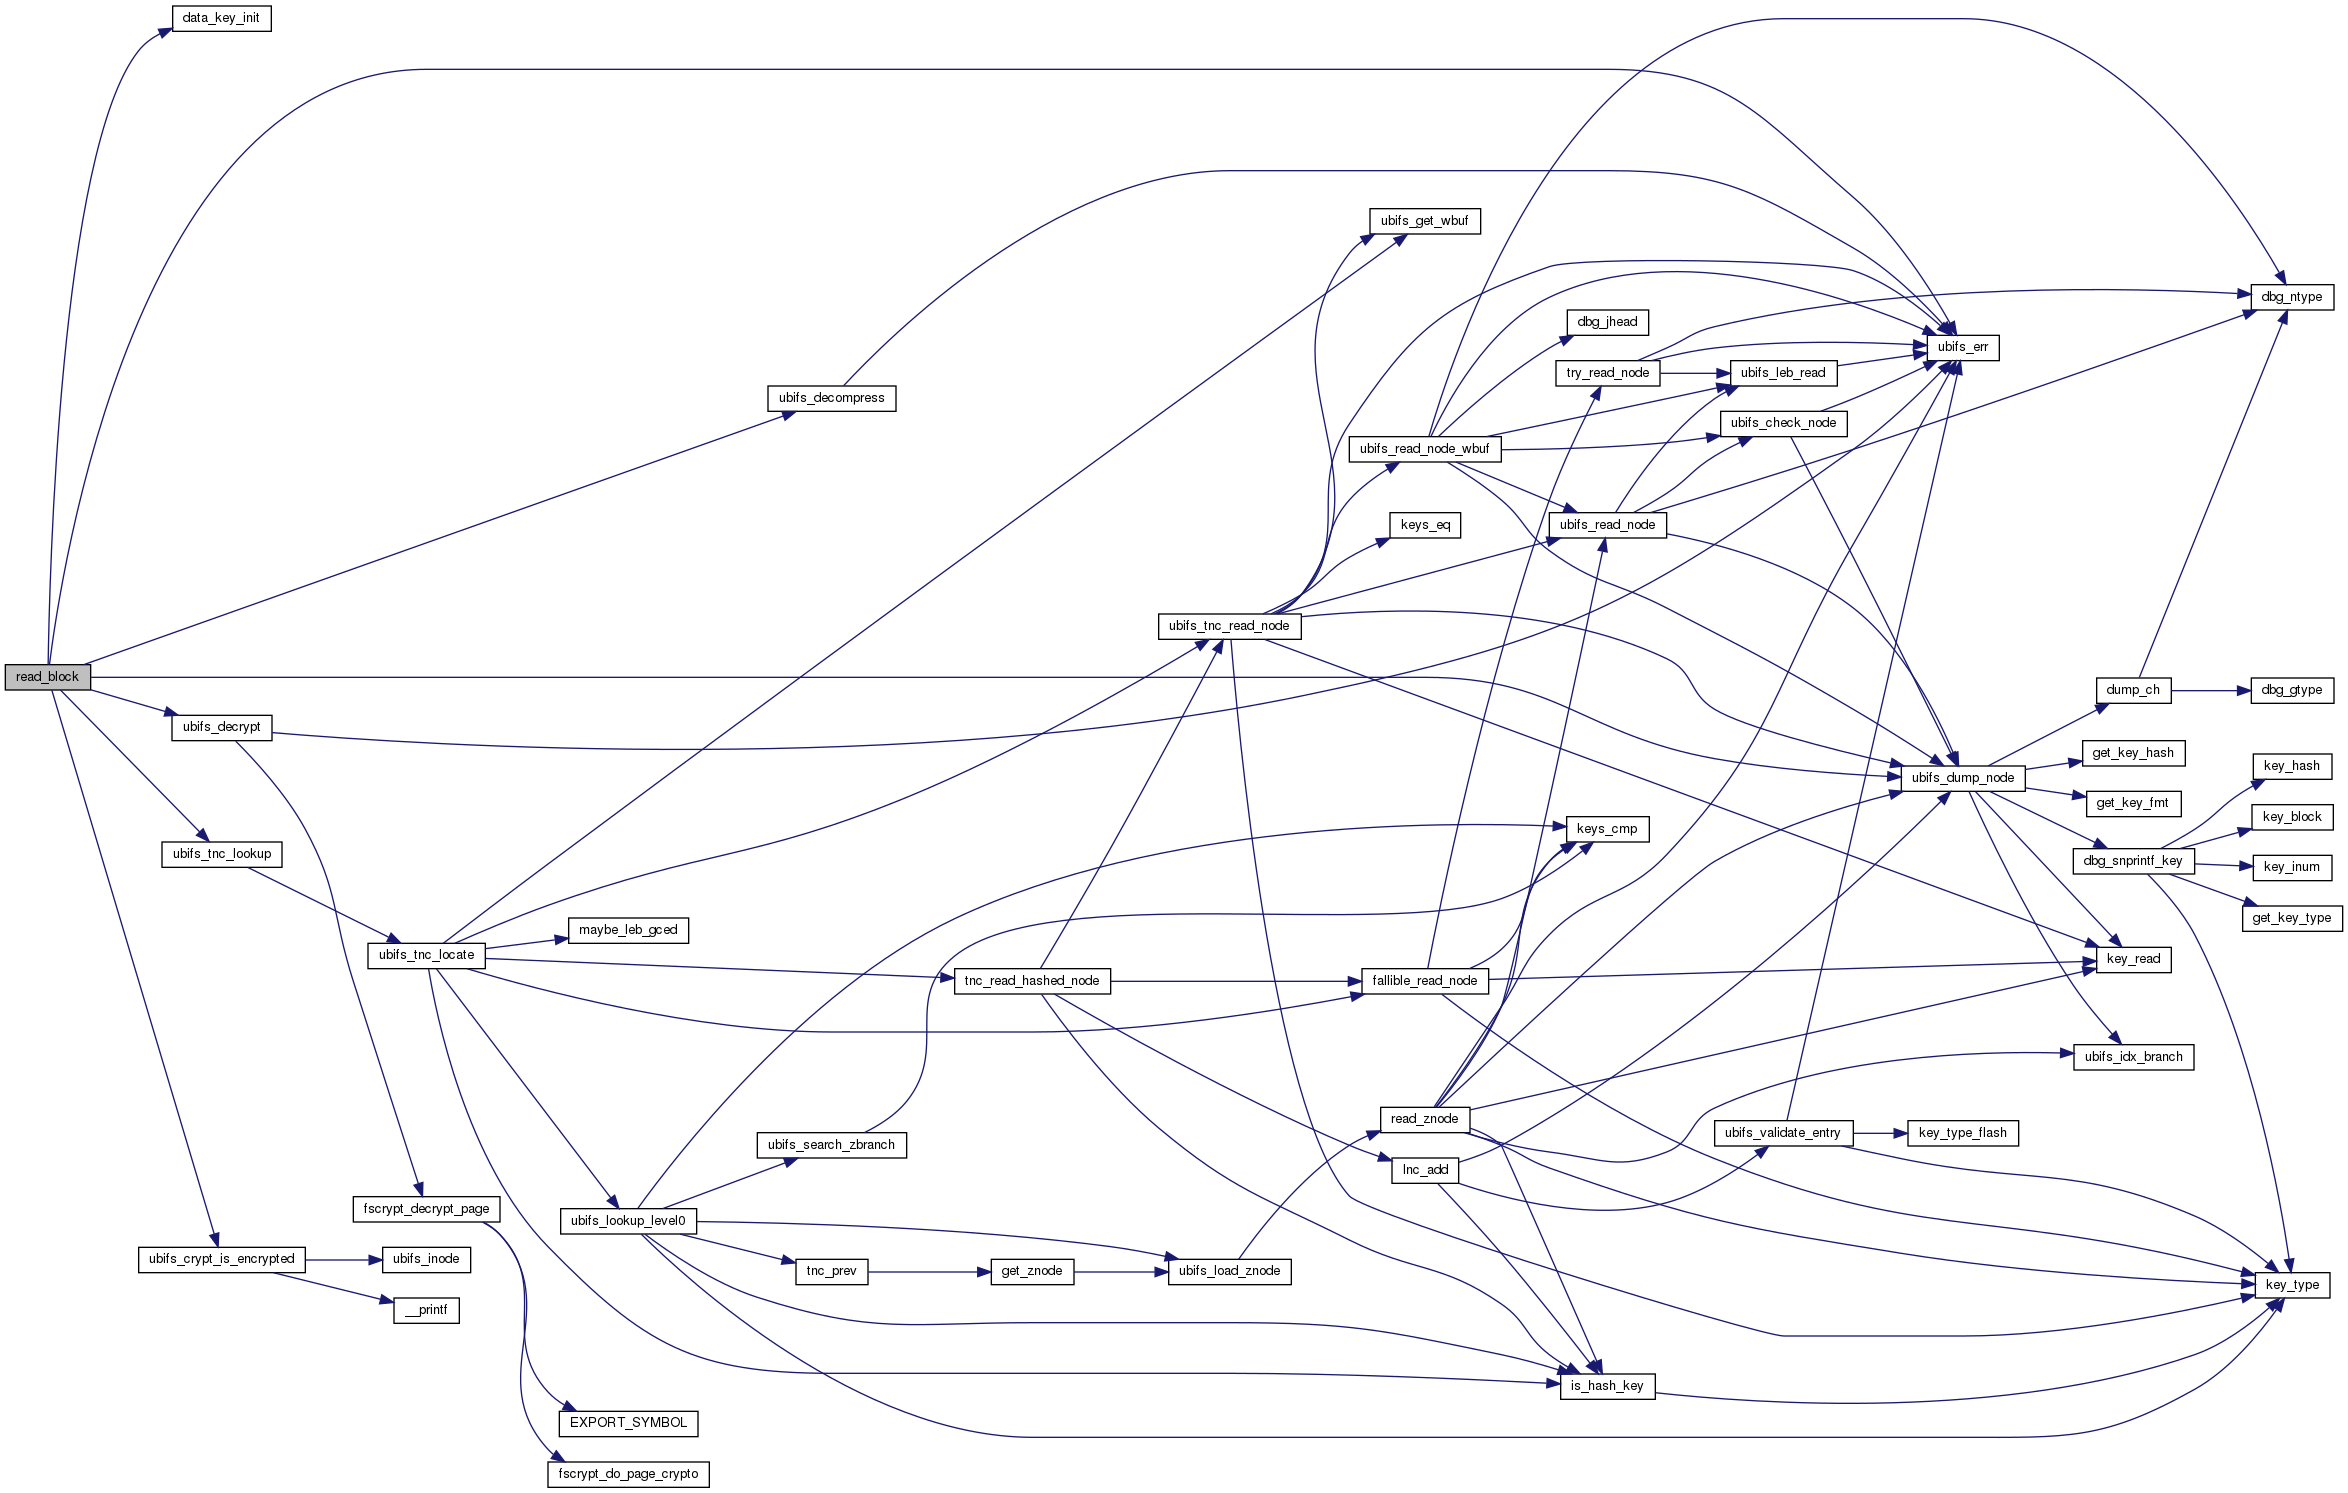 data_key_init
ubifs_get_wbuf
dbg_ntype
dbg_jhead
ubifs_err
try_read_node
ubifs_leb_read
ubifs_decompress
ubifs_check_node
ubifs_read_node_wbuf
keys_eq
ubifs_read_node
ubifs_tnc_read_node
read_block
dump_ch
dbg_gtype
ubifs_decrypt
get_key_hash
key_hash
ubifs_dump_node
get_key_fmt
key_block
keys_cmp
ubifs_tnc_lookup
dbg_snprintf_key
key_inum
get_key_type
maybe_leb_gced
ubifs_tnc_locate
key_read
tnc_read_hashed_node
fallible_read_node
ubifs_idx_branch
read_znode
ubifs_validate_entry
key_type_flash
ubifs_search_zbranch
lnc_add
fscrypt_decrypt_page
ubifs_lookup_level0
ubifs_crypt_is_encrypted
ubifs_inode
tnc_prev
get_znode
ubifs_load_znode
key_type
__printf
is_hash_key
EXPORT_SYMBOL
fscrypt_do_page_crypto